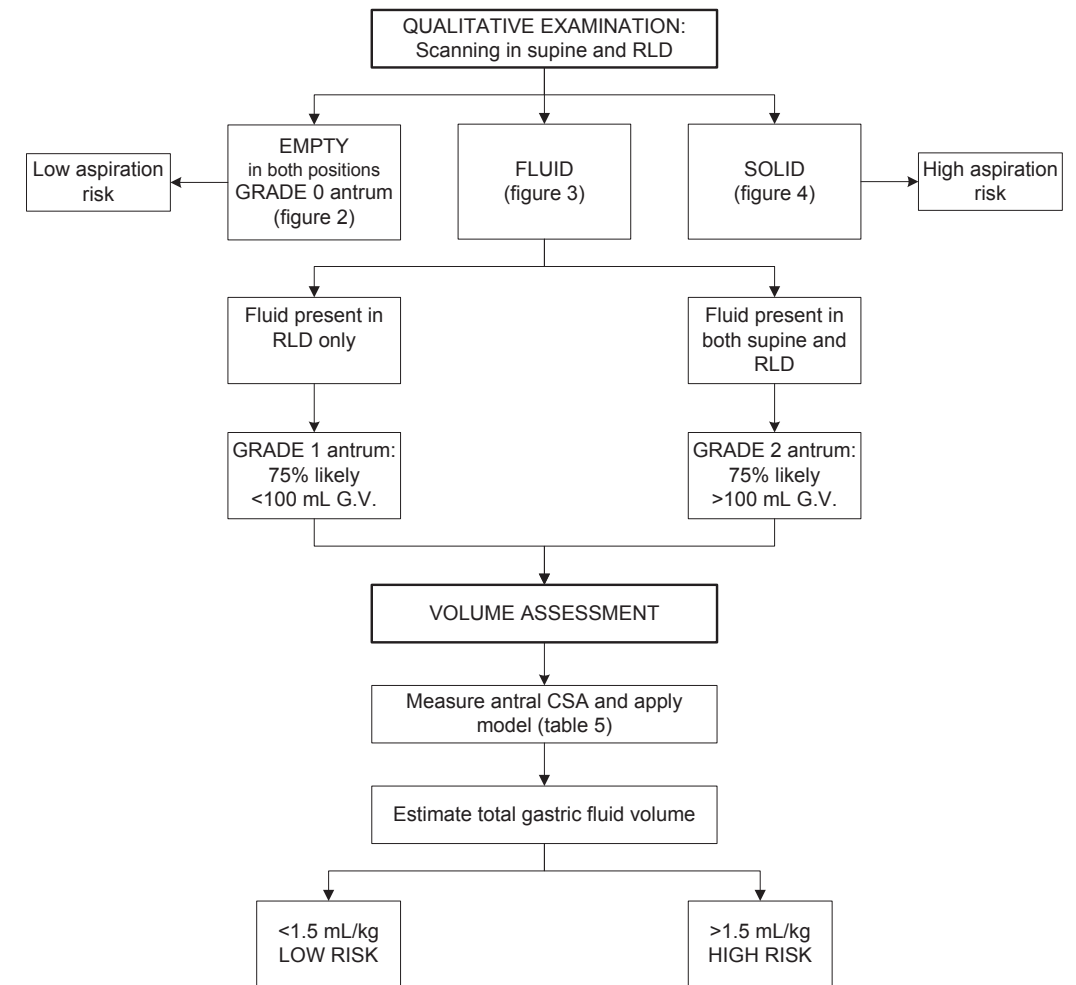 QUALITATIVE EXAMINATION:
Scanning in supine and RLD
EMPTY
in both positions
GRADE 0 antrum
(figure 2)
FLUID
(figure 3)
SOLID
(figure 4)
Low aspiration
risk
High aspiration
risk
Fluid present in
RLD only
Fluid present in
both supine and
RLD
GRADE 1 antrum:
75% likely
<100 mL G.V.
GRADE 2 antrum:
75% likely
>100 mL G.V.
VOLUME ASSESSMENT
Measure antral CSA and apply
model (table 5)
Estimate total gastric fluid volume
<1.5 mL/kg
LOW RISK
>1.5 mL/kg
HIGH RISK